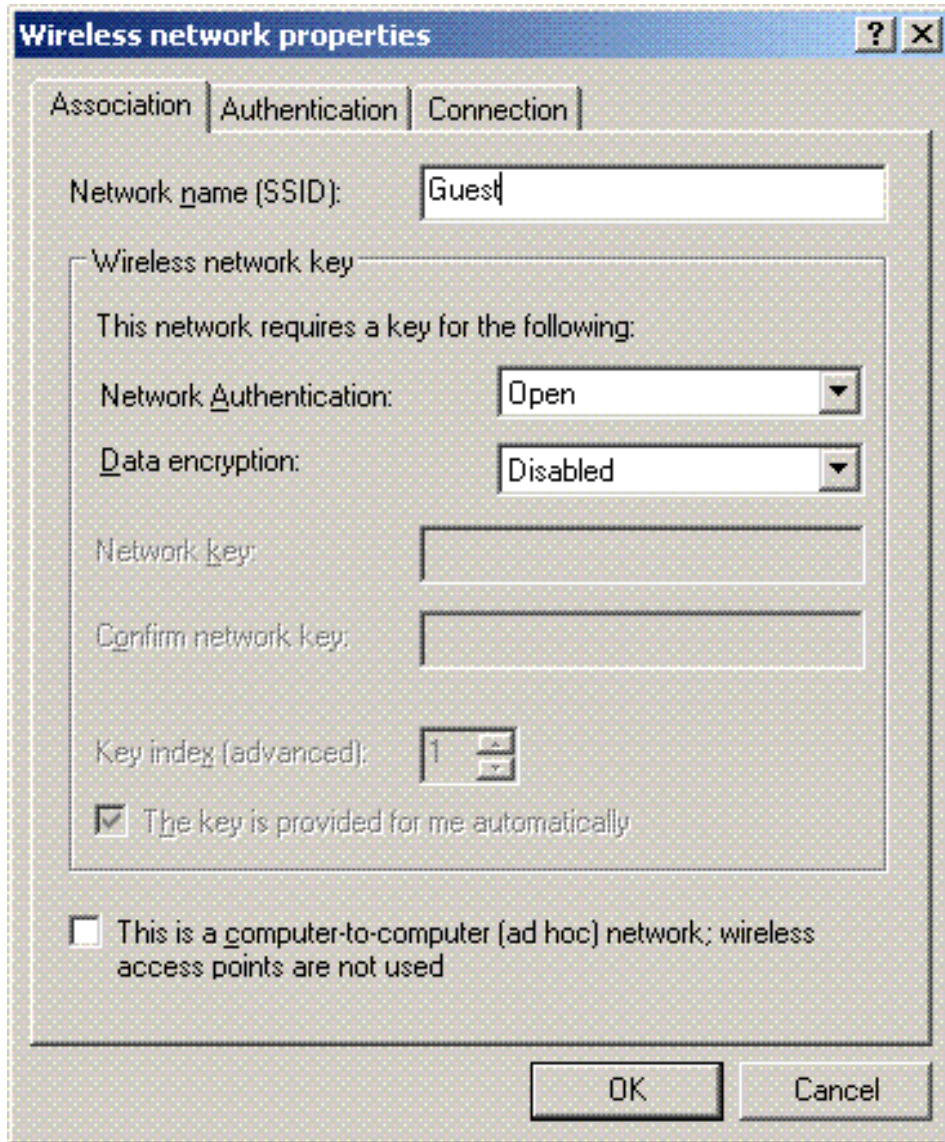 Wireless network properties
Association Authentication Connection
Network name (SSID): Guest
Wireless network key
This network requires a key for the following:
Network Authentication: Open
Data encryption: Disabled
Network key:
Confirm network key:
Key index (advanced): 1
The key is provided for me automatically
This is a computer-to-computer (ad hoc) network; wireless
access points are not used
OK Cancel